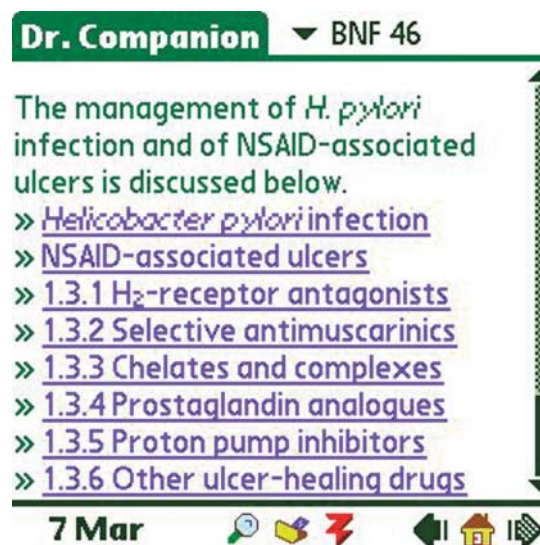 Dr. Companion BNF 46
The management of H. pylori
infection and of NSAID-associated
ulcers is discussed below.
» Helicobacter pylori infection
» NSAID-associated ulcers
» 1.3.1 H₂-receptor antagonists
» 1.3.2 Selective antimuscarinics
» 1.3.3 Chelates and complexes
» 1.3.4 Prostaglandin analogues
» 1.3.5 Proton pump inhibitors
» 1.3.6 Other ulcer-healing drugs
7 Mar